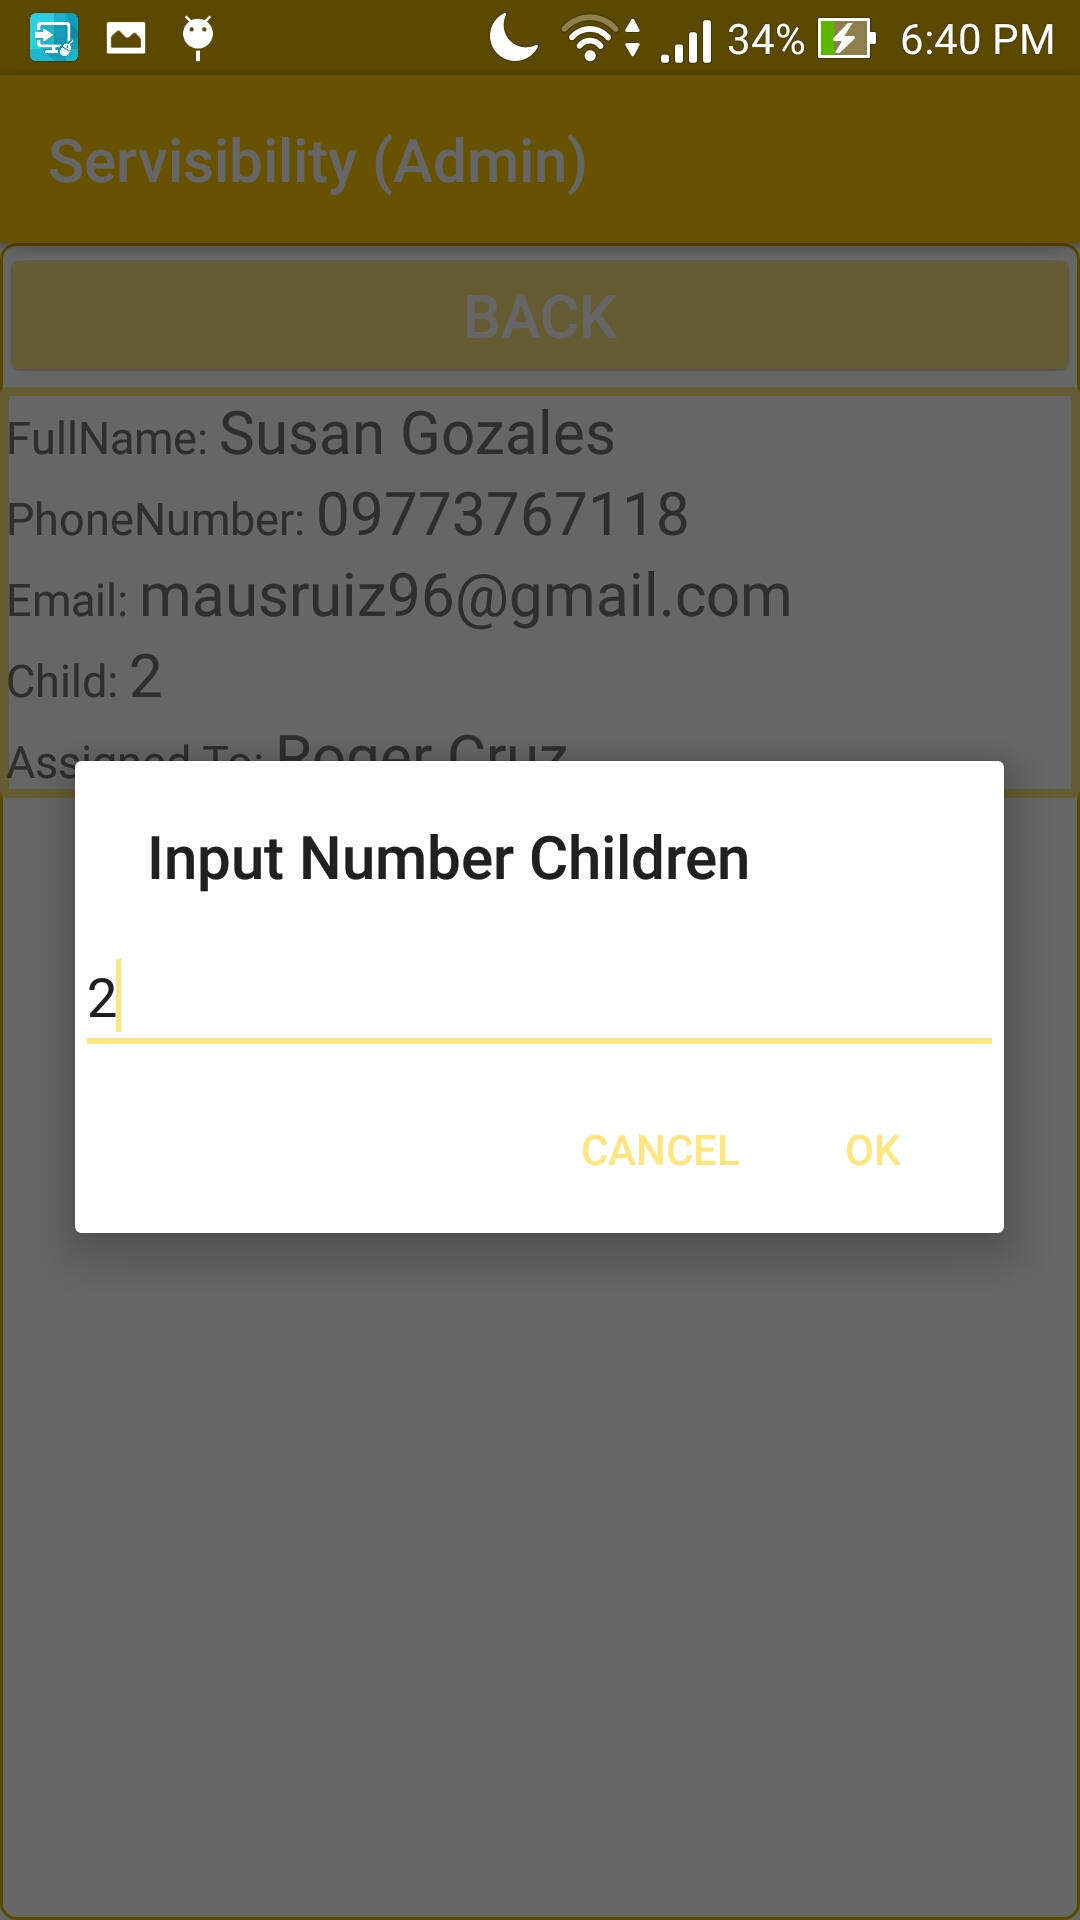 34% 6:40 PM
Servisibility (Admin)
BACK
FullName: Susan Gozales
PhoneNumber: 09773767118
Email: mausruiz96@gmail.com
Child: 2
Assigned To: Roger Cruz
Input Number Children
2
CANCEL OK